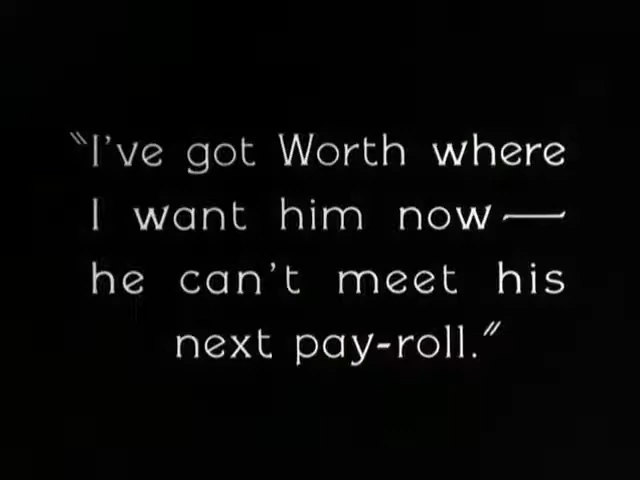 "I've got Worth where
I want him now—
he can't meet his
next pay-roll."